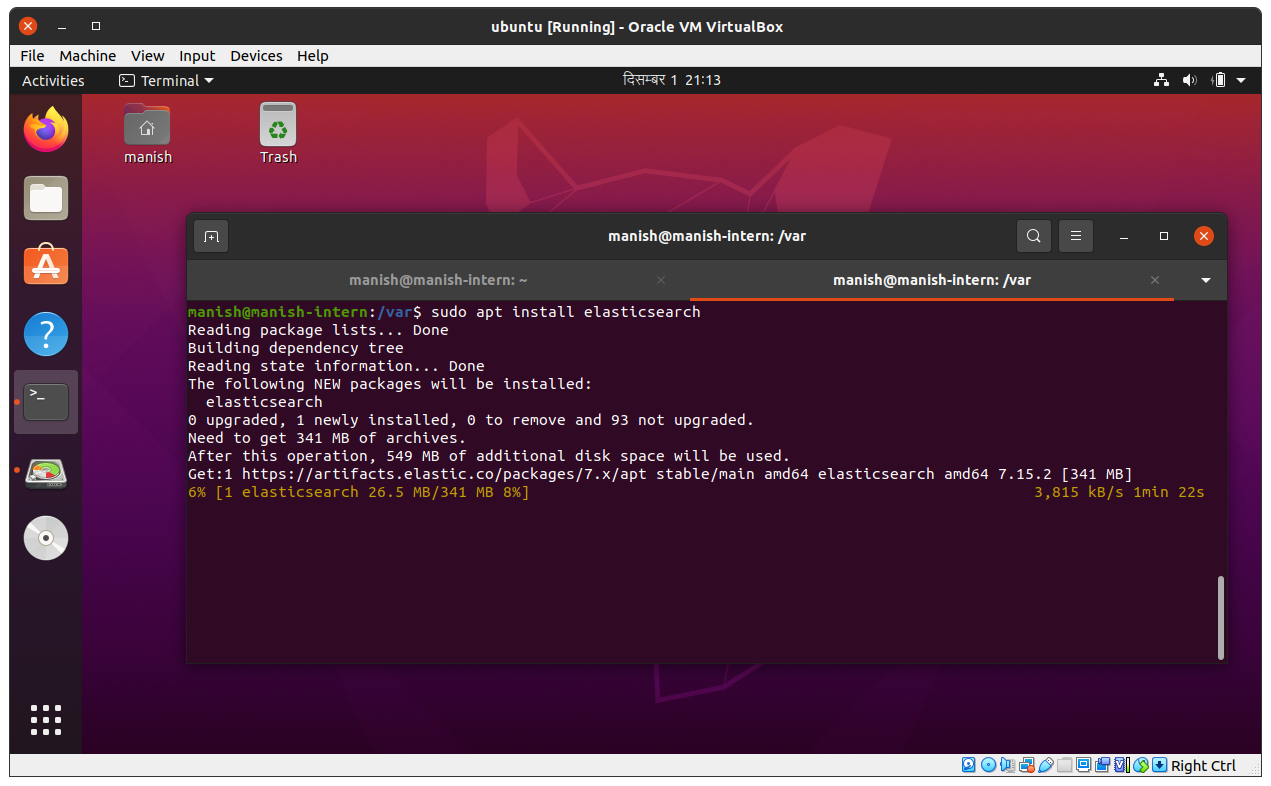 ubuntu [Running] - Oracle VM VirtualBox
File Machine View Input Devices Help
Activities Terminal दिसम्बर 1 21:13
manish Trash
manish@manish-intern: /var
manish@manish-intern: ~ manish@manish-intern: /var
manish@manish-intern:/var$ sudo apt install elasticsearch
Reading package lists... Done
Building dependency tree
Reading state information... Done
The following NEW packages will be installed:
elasticsearch
0 upgraded, 1 newly installed, 0 to remove and 93 not upgraded.
Need to get 341 MB of archives.
After this operation, 549 MB of additional disk space will be used.
Get:1 https://artifacts.elastic.co/packages/7.x/apt stable/main amd64 elasticsearch amd64 7.15.2 [341 MB]
6% [1 elasticsearch 26.5 MB/341 MB 8%] 3,815 kB/s 1min 22s
Right Ctrl